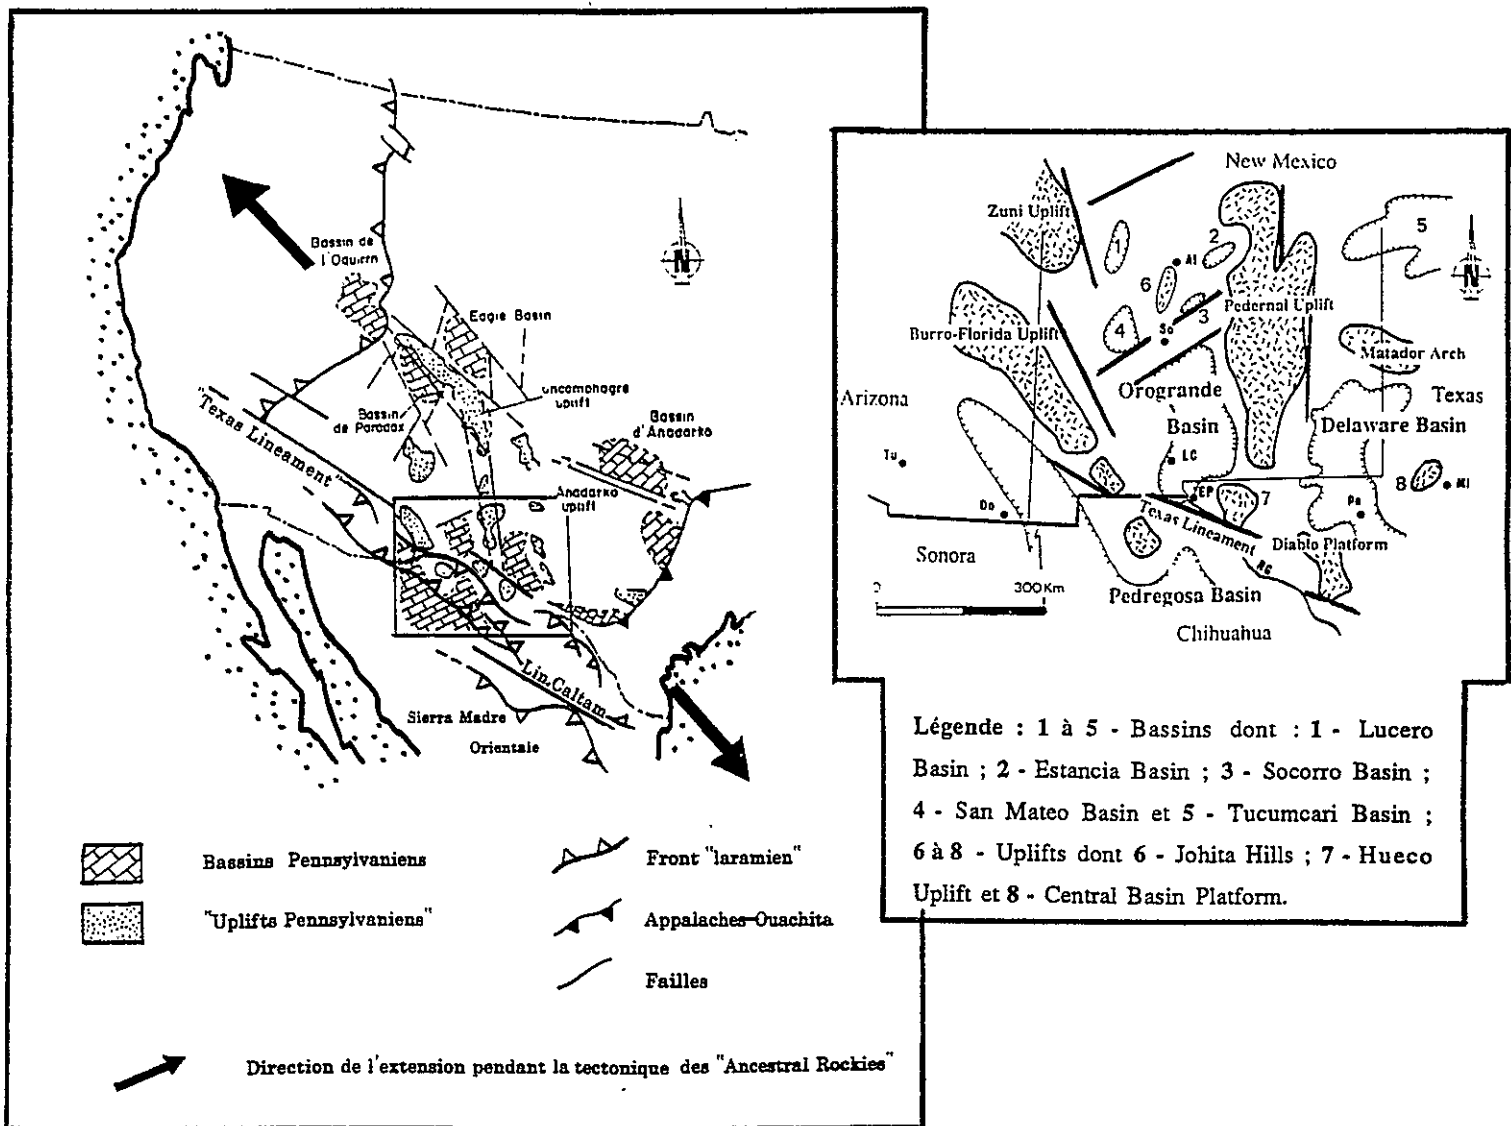 Bassin de
l'Oquirrh
N
Eagle Basin
Uncompahgre
uplift
Bassin
de Paradox
Bassin
d'Anadarko
"Texas Lineament"
Anadarko
uplift
Lin. Caltam
Sierra Madre
Orientale
Bassins Pennsylvaniens
"Uplifts Pennsylvaniens"
Front "laramien"
Appalaches-Ouachita
Failles
Direction de l'extension pendant la tectonique des "Ancestral Rockies"
New Mexico
Zuni Uplift
1
2
5
Al
N
6
3
Pedernal Uplift
4
So
Burro-Florida Uplift
Matador Arch
Arizona
Orogrande
Basin
Texas
Delaware Basin
Tu
LC
8
Mi
EP
7
Do
Pe
Texas Lineament
Diablo Platform
Sonora
RG
300Km
Pedregosa Basin
Chihuahua
Légende : 1 à 5 - Bassins dont : 1 - Lucero
Basin ; 2 - Estancia Basin ; 3 - Socorro Basin ;
4 - San Mateo Basin et 5 - Tucumcari Basin ;
6 à 8 - Uplifts dont 6 - Johita Hills ; 7 - Hueco
Uplift et 8 - Central Basin Platform.